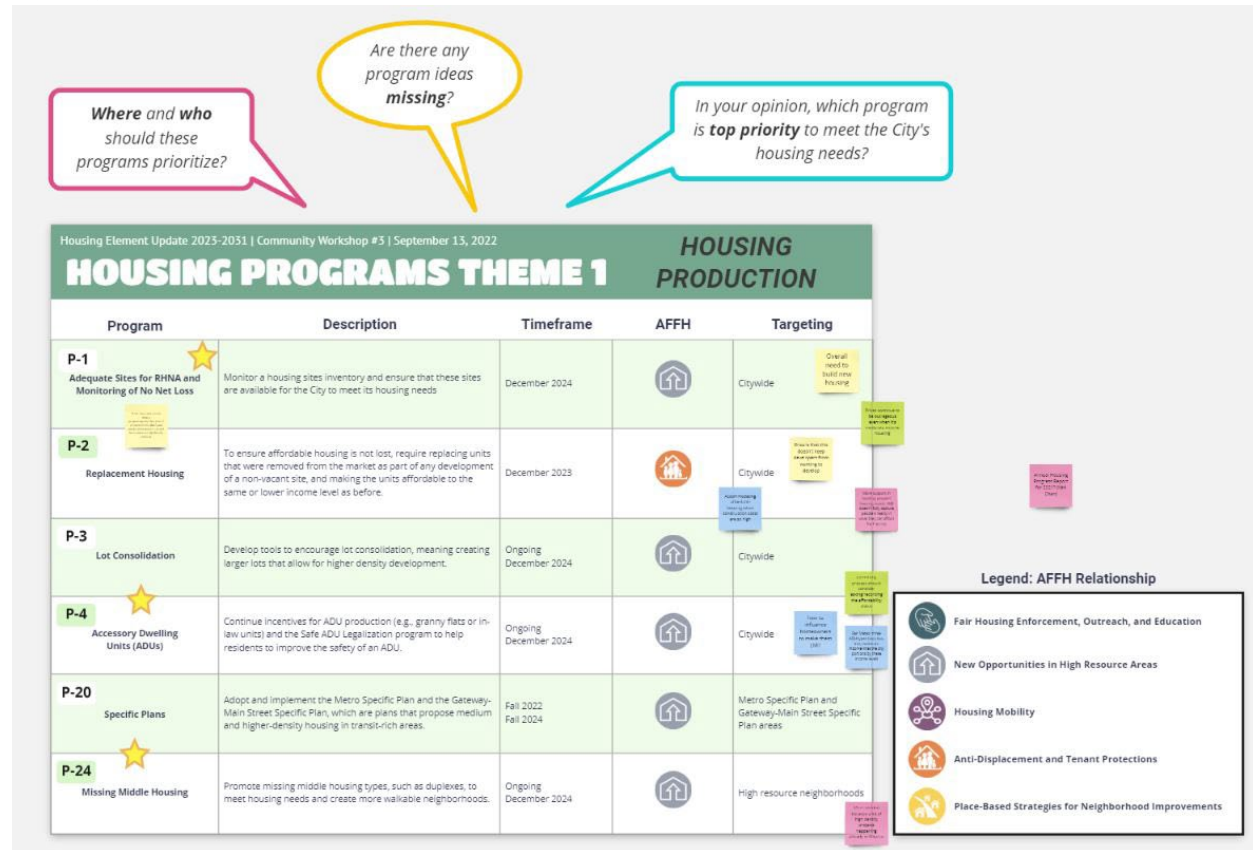 Are there any
program ideas
missing?
Where and who
should these
programs prioritize?
In your opinion, which program
is top priority to meet the City's
housing needs?
Housing Element Update 2023-2031 | Community Workshop #3 | September 13, 2022
HOUSING PROGRAMS THEME 1
HOUSING
PRODUCTION
Program
Description
Timeframe
AFFH
Targeting
P-1
Adequate Sites for RHNA and
Monitoring of No Net Loss
Monitor a housing sites inventory and ensure that these sites
are available for the City to meet its housing needs
December 2024
Citywide
Overall
need to
build new
housing
P-2
Replacement Housing
To ensure affordable housing is not lost, require replacing units
that were removed from the market as part of any development
of a non-vacant site, and making the units affordable to the
same or lower income level as before.
December 2023
Citywide
P-3
Lot Consolidation
Develop tools to encourage lot consolidation, meaning creating
larger lots that allow for higher density development.
Ongoing
December 2024
Citywide
P-4
Accessory Dwelling
Units (ADUs)
Continue incentives for ADU production (e.g., granny flats or in-
law units) and the Safe ADU Legalization program to help
residents to improve the safety of an ADU.
Ongoing
December 2024
Citywide
P-20
Specific Plans
Adopt and implement the Metro Specific Plan and the Gateway-
Main Street Specific Plan, which are plans that propose medium
and higher-density housing in transit-rich areas.
Fall 2022
Fall 2024
Metro Specific Plan and
Gateway-Main Street Specific
Plan areas
P-24
Missing Middle Housing
Promote missing middle housing types, such as duplexes, to
meet housing needs and create more walkable neighborhoods.
Ongoing
December 2024
High resource neighborhoods
Legend: AFFH Relationship
Fair Housing Enforcement, Outreach, and Education
New Opportunities in High Resource Areas
Housing Mobility
Anti-Displacement and Tenant Protections
Place-Based Strategies for Neighborhood Improvements